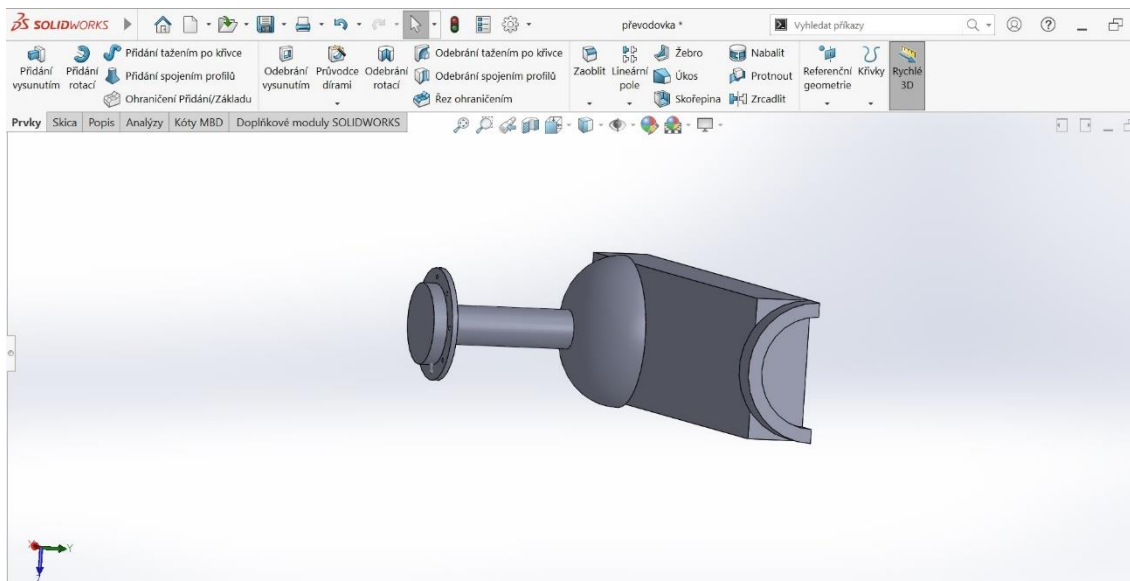 SOLIDWORKS
převodovka *
Vyhledat příkazy
Přidání vysunutím
Přidání rotací
Přidání tažením po křivce
Přidání spojením profilů
Ohraničení Přidání/Základu
Odebrání vysunutím
Průvodce dírami
Odebrání rotací
Odebrání tažením po křivce
Odebrání spojením profilů
Řez ohraničením
Zaoblit
Lineární pole
Žebro
Úkos
Skořepina
Nabalit
Protnout
Zrcadlit
Referenční geometrie
Křivky
Rychlé 3D
Prvky Skica Popis Analýzy Kóty MBD Doplňkové moduly SOLIDWORKS
Y